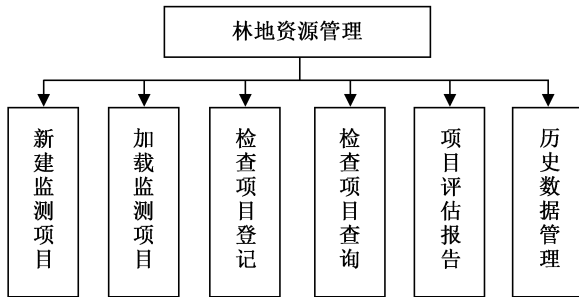 林地资源管理
新建监测项目
加载监测项目
检查项目登记
检查项目查询
项目评估报告
历史数据管理